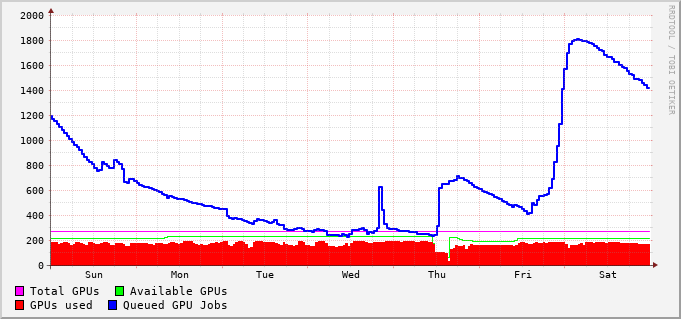 2000
1800
1600
1400
1200
1000
800
600
400
200
0
Sun Mon Tue Wed Thu Fri Sat
Total GPUs Available GPUs
GPUs used Queued GPU Jobs
RRDTOOL / TOBI OETIKER